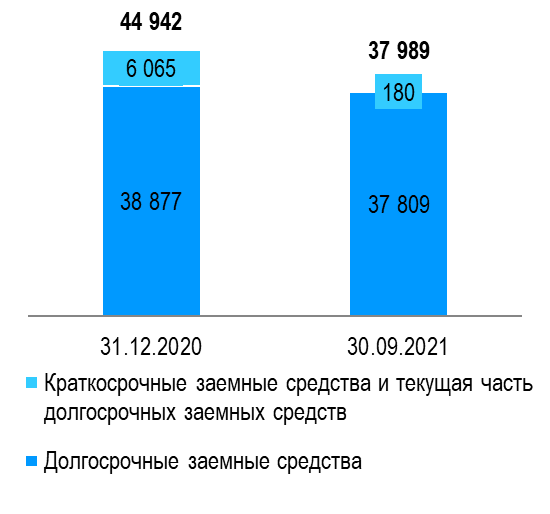 44 942
37 989
6 065
180
38 877
37 809
31.12.2020
30.09.2021
Краткосрочные заемные средства и текущая часть
долгосрочных заемных средств
Долгосрочные заемные средства